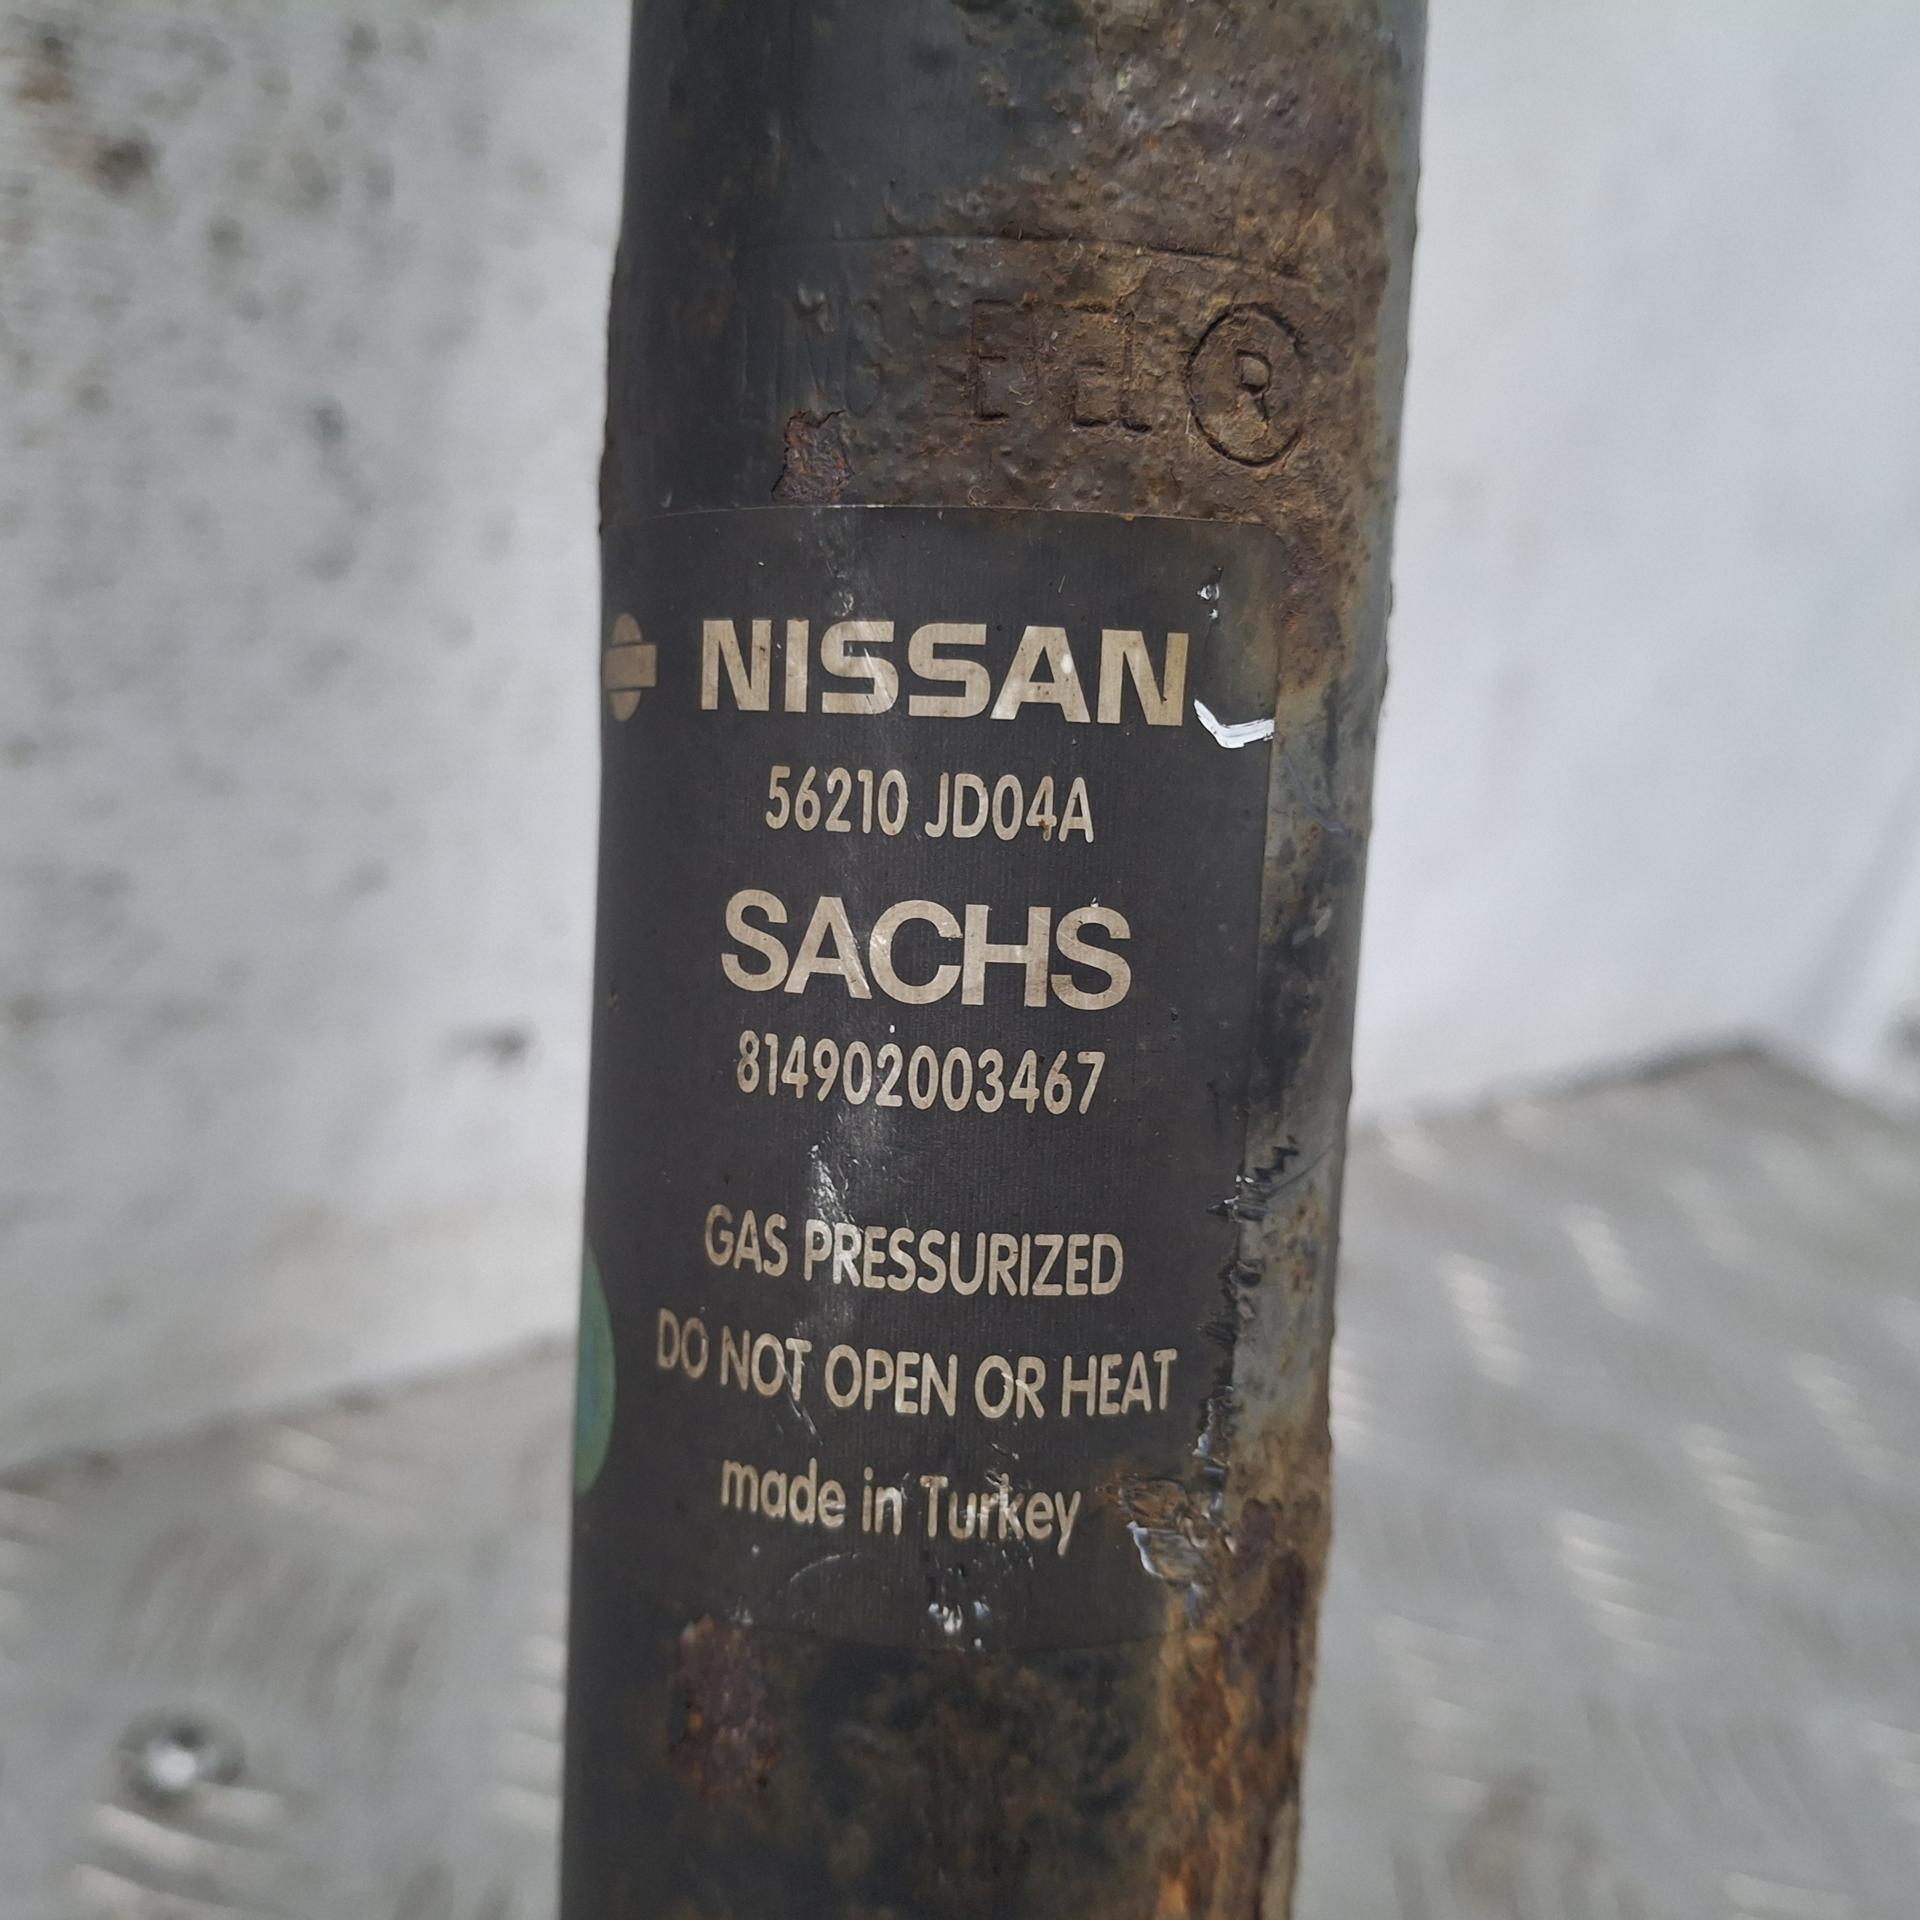 R
NISSAN
56210 JD04A
SACHS
814902003467
GAS PRESSURIZED
DO NOT OPEN OR HEAT
made in Turkey